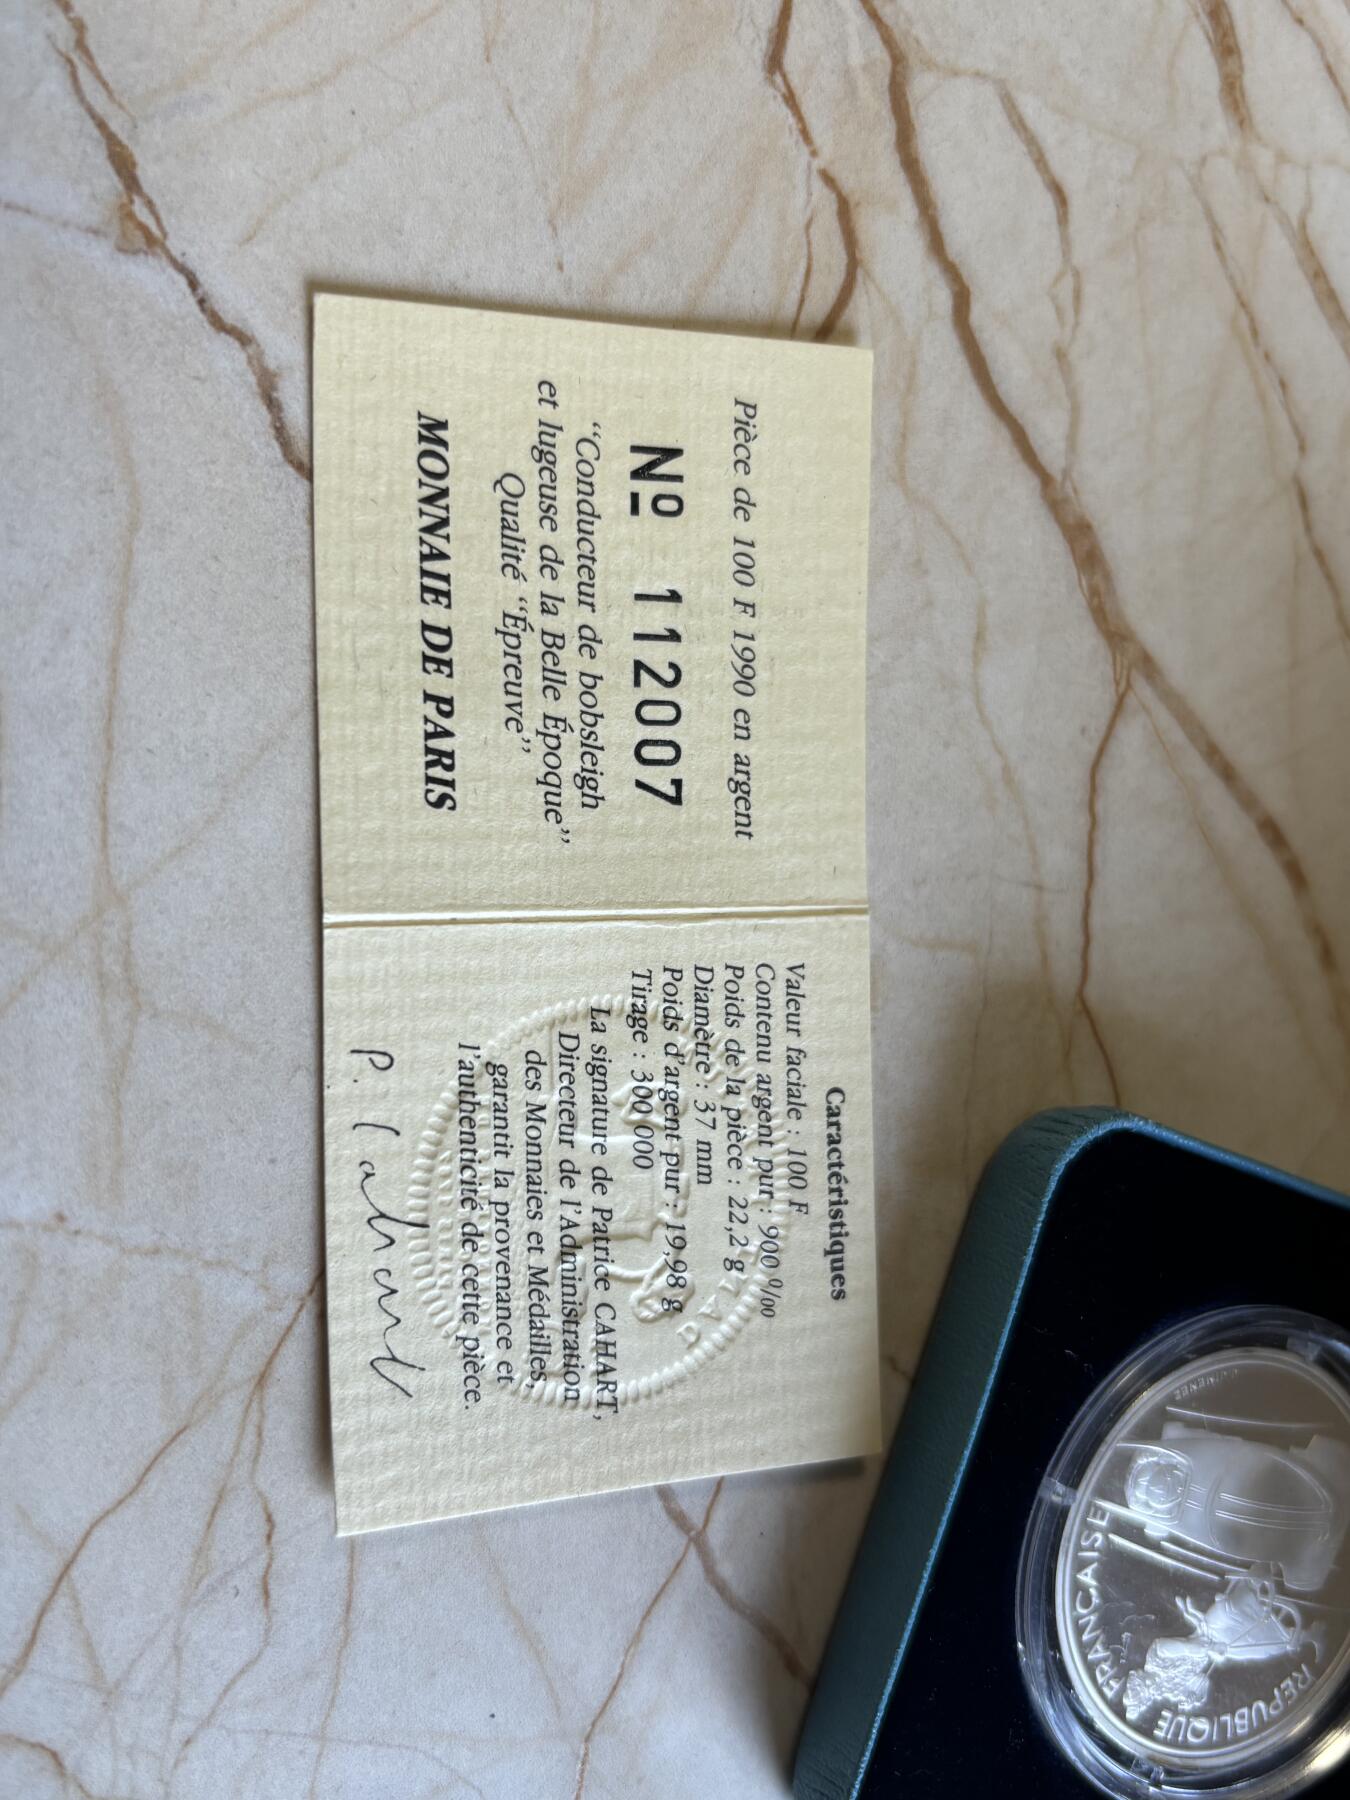 Pièce de 100 F 1990 en argent
Nº 112007
“Conducteur de bobsleigh
et lugeuse de la Belle Époque”
Qualité “Épreuve”
MONNAIE DE PARIS
Caractéristiques
Valeur faciale : 100 F
Contenu argent pur : 900 ‰
Poids de la pièce : 22,2 g
Diamètre : 37 mm
Poids d'argent pur : 19,98 g
Tirage : 300 000
La signature de Patrice CAHART,
Directeur de l'Administration
des Monnaies et Médailles,
garantit la provenance et
l'authenticité de cette pièce.
P. Cahart
REPUBLIQUE FRANÇAISE